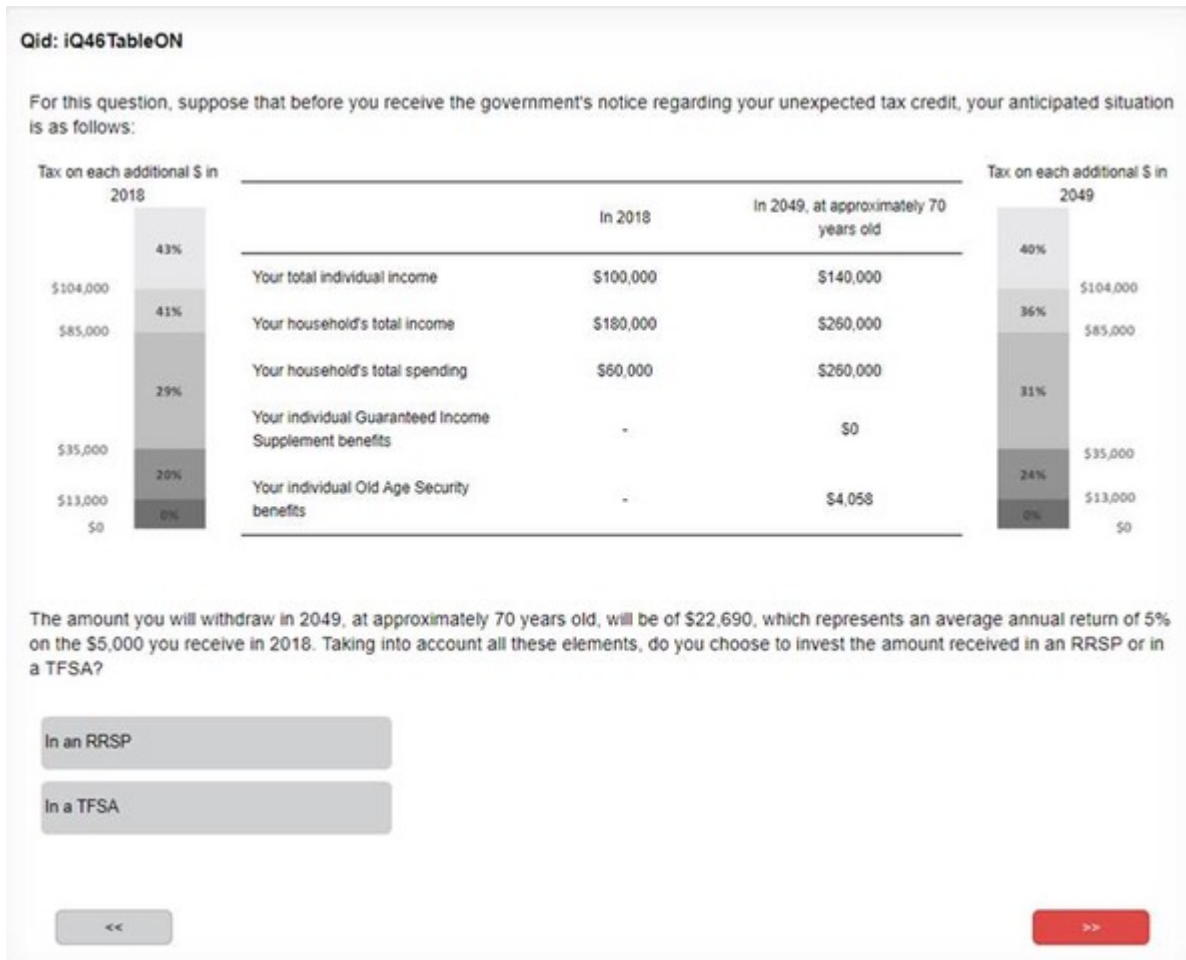 Qid: iQ46TableON
For this question, suppose that before you receive the government's notice regarding your unexpected tax credit, your anticipated situation
is as follows:
Tax on each additional $ in
2018
43%
$104,000
41%
$85,000
29%
$35,000
20%
$13,000
0%
$0
In 2018
In 2049, at approximately 70
years old
Your total individual income $100,000 $140,000
Your household's total income $180,000 $260,000
Your household's total spending $60,000 $260,000
Your individual Guaranteed Income
Supplement benefits - $0
Your individual Old Age Security
benefits - $4,058
Tax on each additional $ in
2049
40%
$104,000
36%
$85,000
31%
$35,000
24%
$13,000
0%
$0
The amount you will withdraw in 2049, at approximately 70 years old, will be of $22,690, which represents an average annual return of 5%
on the $5,000 you receive in 2018. Taking into account all these elements, do you choose to invest the amount received in an RRSP or in
a TFSA?
In an RRSP
In a TFSA
<<
>>